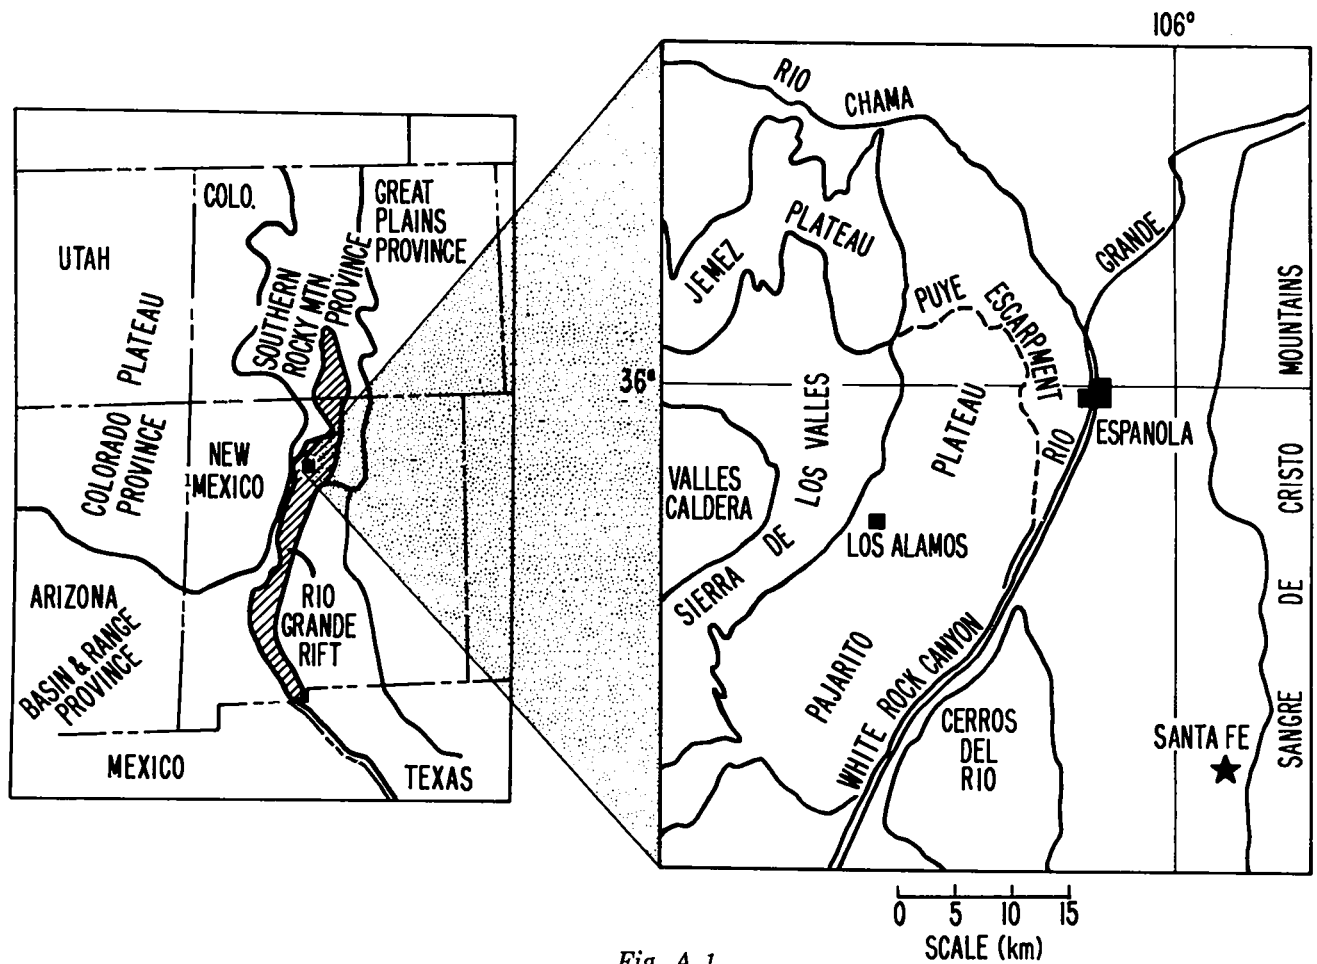 106°
RIO
CHAMA
COLO.
GREAT
PLAINS
PROVINCE
UTAH
PLATEAU
COLORADO
PROVINCE
SOUTHERN
ROCKY MTN.
PROVINCE
NEW
MEXICO
ARIZONA
BASIN & RANGE
PROVINCE
RIO
GRANDE
RIFT
MEXICO
TEXAS
JEMEZ
PLATEAU
GRANDE
PUYE
ESCARPMENT
36°
MOUNTAINS
CRISTO
DE
SANGRE
LOS VALLES
DE
SIERRA
VALLES
CALDERA
PLATEAU
PAJARITO
RIO
ESPANOLA
LOS ALAMOS
WHITE ROCK CANYON
CERROS
DEL
RIO
SANTA FE
0 5 10 15
SCALE (km)
Fig. A 1